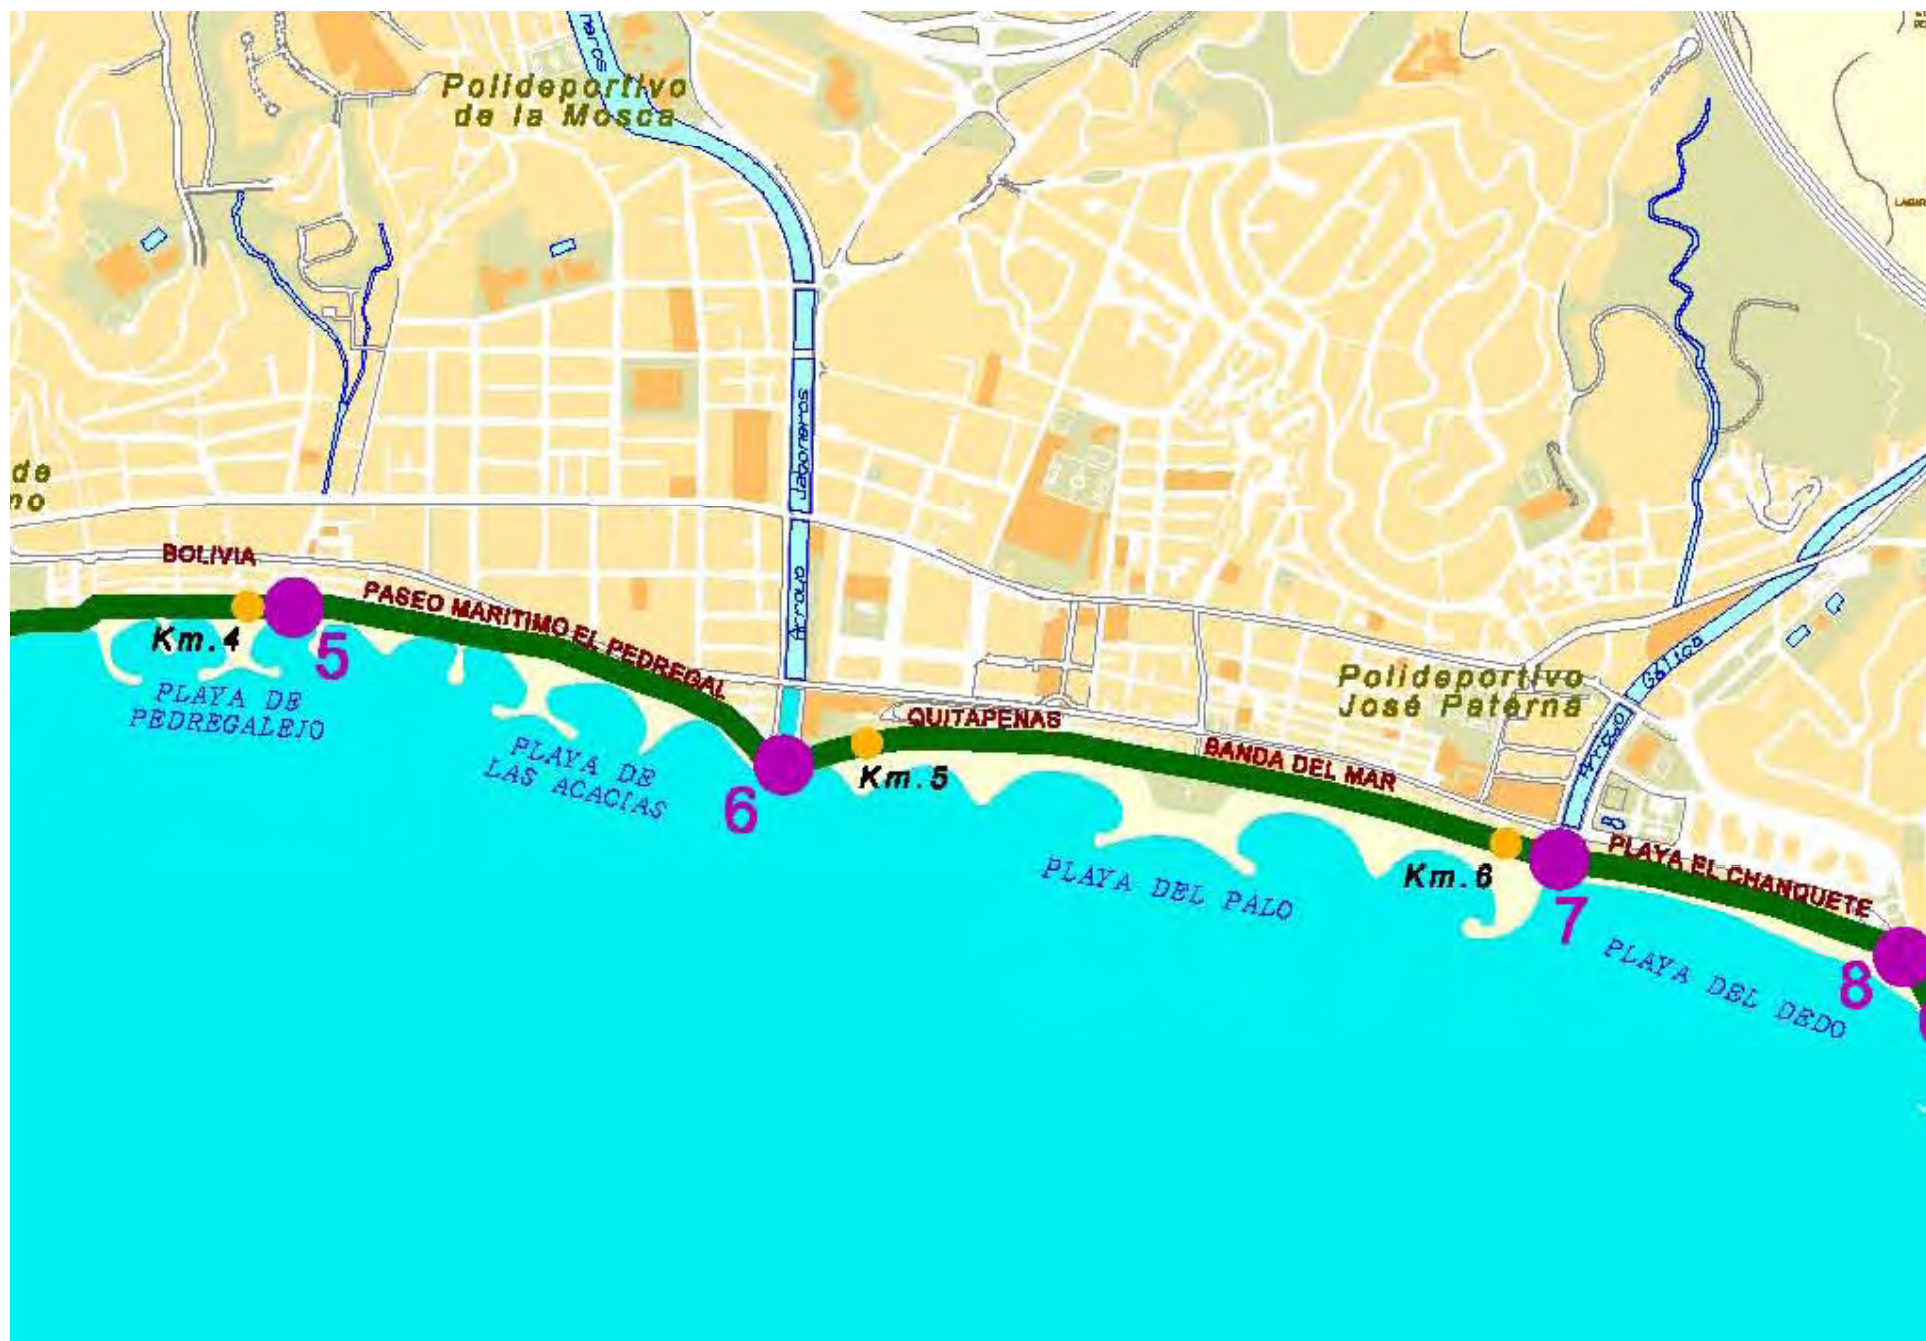 neros
Polideportivo
de la Mosca
de
no
Arroyo Jaboneros
BOLIVIA
PASEO MARITIMO EL PEDREGAL
Km.4
5
PLAYA DE
PEDREGALEJO
PLAYA DE
LAS ACACIAS
6
Km.5
QUITAPENAS
BANDA DEL MAR
Polideportivo
José Paterna
Arroyo Gálica
PLAYA DEL PALO
Km.6
7
PLAYA EL CHANQUETE
PLAYA DEL DEDO
8